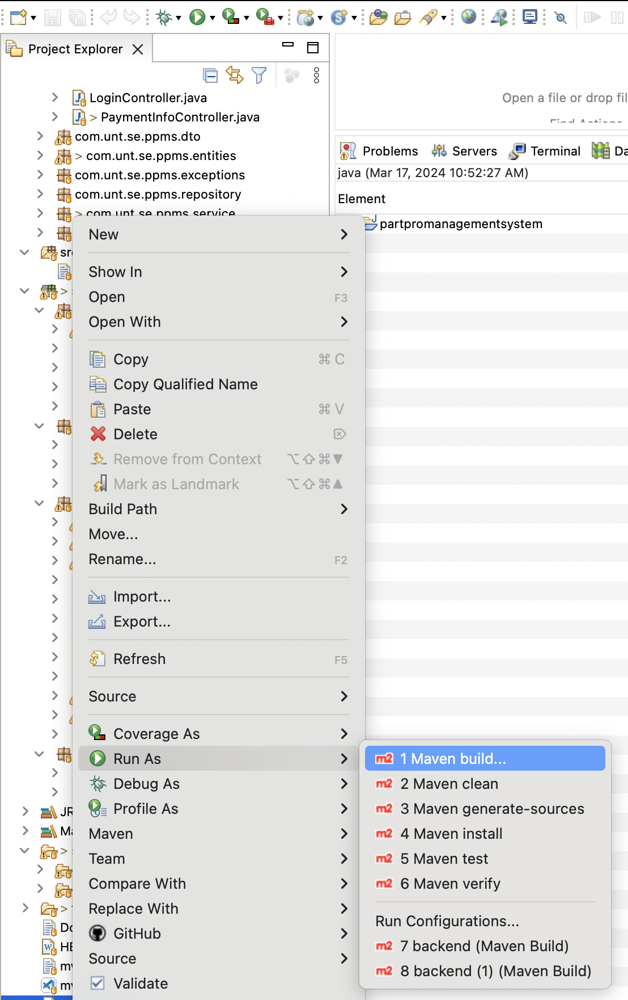 Project Explorer
LoginController.java
> PaymentInfoController.java
com.unt.se.ppms.dto
> com.unt.se.ppms.entities
com.unt.se.ppms.exceptions
com.unt.se.ppms.repository
> com.unt.se.ppms.service
Open a file or drop fil
Find Actions
Problems
Servers
Terminal
Da
java (Mar 17, 2024 10:52:27 AM)
Element
partpromanagementsystem
New
Show In
Open F3
Open With
Copy ⌘ C
Copy Qualified Name
Paste ⌘ V
Delete ⌦
Remove from Context ⌥⇧⌘▼
Mark as Landmark ⌥⇧⌘▲
Build Path
Move...
Rename... F2
Import...
Export...
Refresh F5
Source
Coverage As
Run As
Debug As
Profile As
Maven
Team
Compare With
Replace With
GitHub
Source
Validate
m2 1 Maven build...
m2 2 Maven clean
m2 3 Maven generate-sources
m2 4 Maven install
m2 5 Maven test
m2 6 Maven verify
Run Configurations...
m2 7 backend (Maven Build)
m2 8 backend (1) (Maven Build)